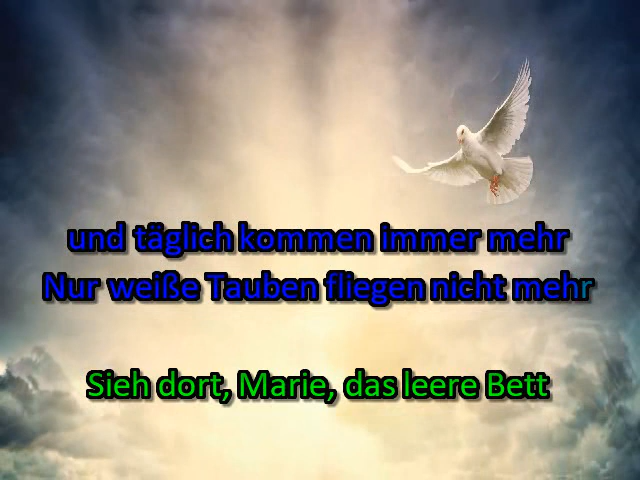 und täglich kommen immer mehr
Nur weiße Tauben fliegen nicht mehr
Sieh dort, Marie, das leere Bett